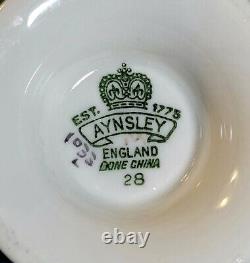 EST. 1775
AYNSLEY
ENGLAND
BONE CHINA
28